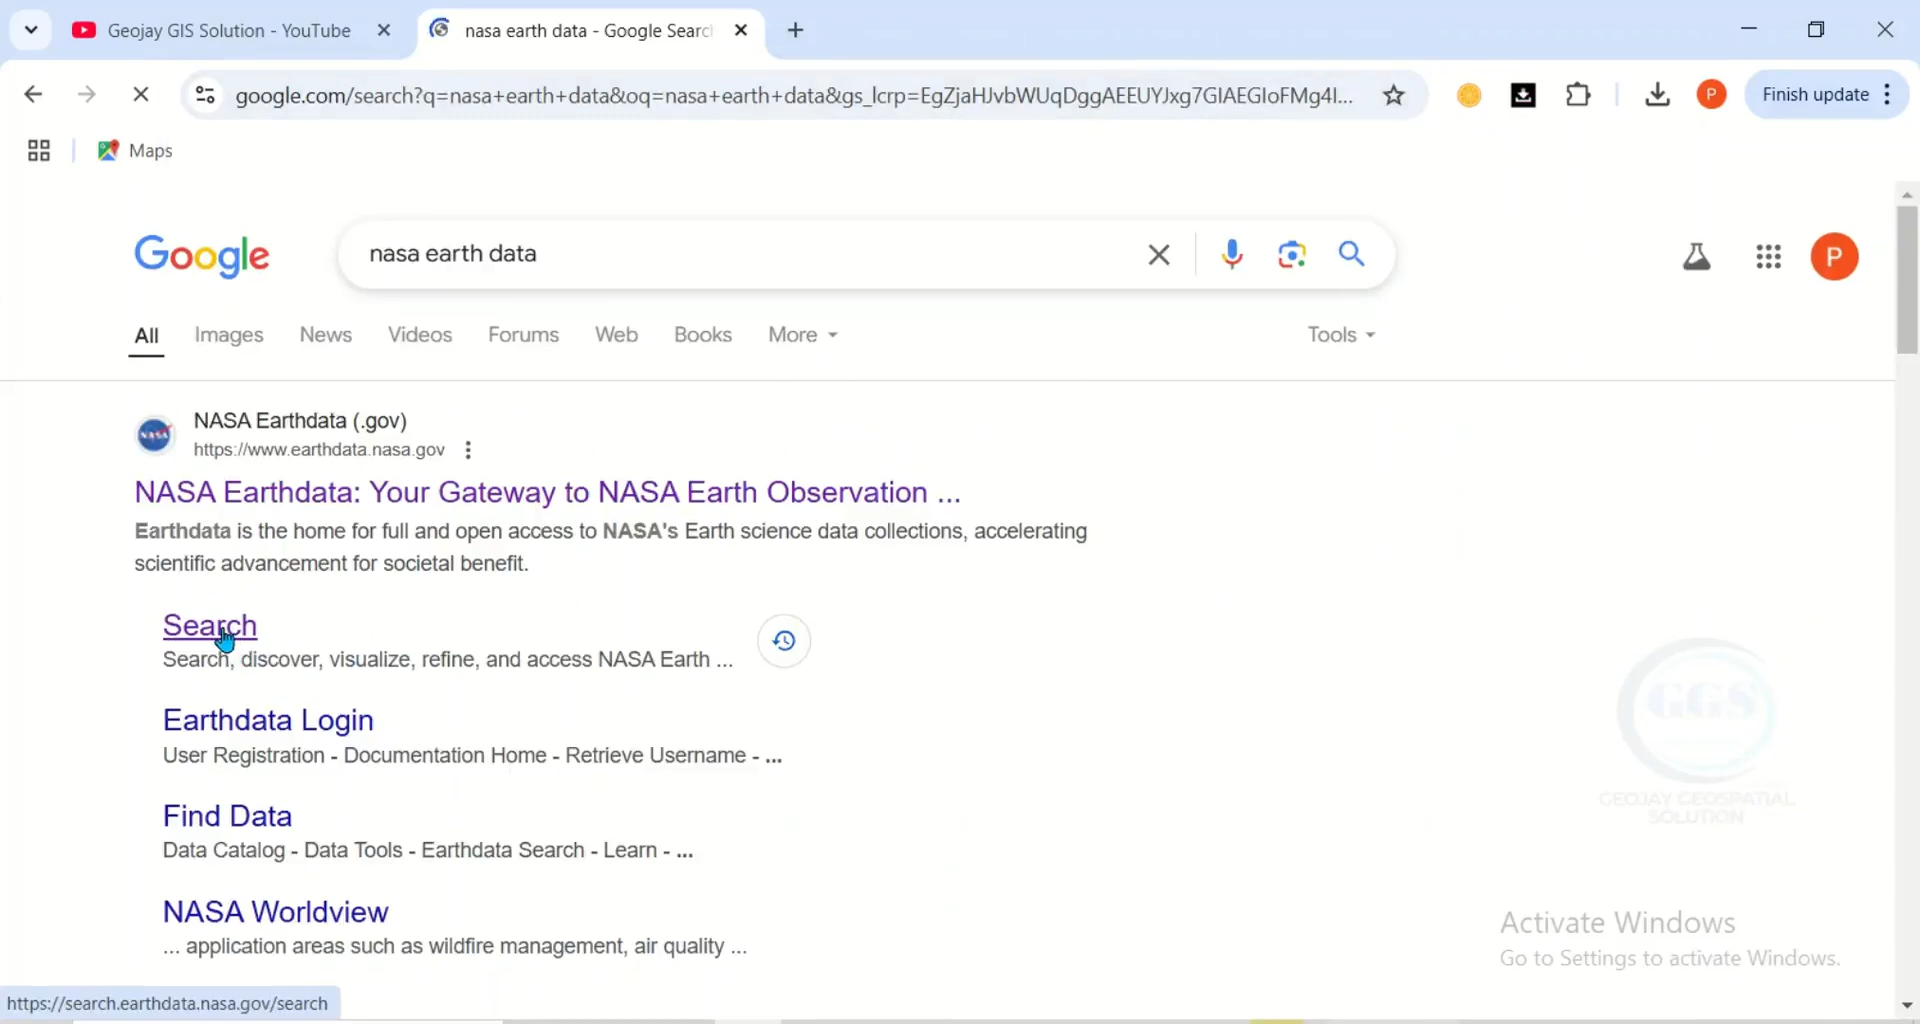 Geojay GIS Solution - YouTube
nasa earth data - Google Searc
google.com/search?q=nasa+earth+data&oq=nasa+earth+data&gs_lcrp=EgZjaHJvbWUqDggAEEUYJxg7GIAEGIoFMg4I...
P
Finish update
Maps
Google
nasa earth data
P
All Images News Videos Forums Web Books More Tools
NASA
NASA Earthdata (.gov)
https://www.earthdata.nasa.gov
NASA Earthdata: Your Gateway to NASA Earth Observation ...
Earthdata is the home for full and open access to NASA's Earth science data collections, accelerating
scientific advancement for societal benefit.
Search
Search, discover, visualize, refine, and access NASA Earth ...
Earthdata Login
User Registration - Documentation Home - Retrieve Username - ...
Find Data
Data Catalog - Data Tools - Earthdata Search - Learn - ...
NASA Worldview
... application areas such as wildfire management, air quality ...
GGS
GEOJAY GEOSPATIAL
SOLUTION
Activate Windows
Go to Settings to activate Windows.
https://search.earthdata.nasa.gov/search